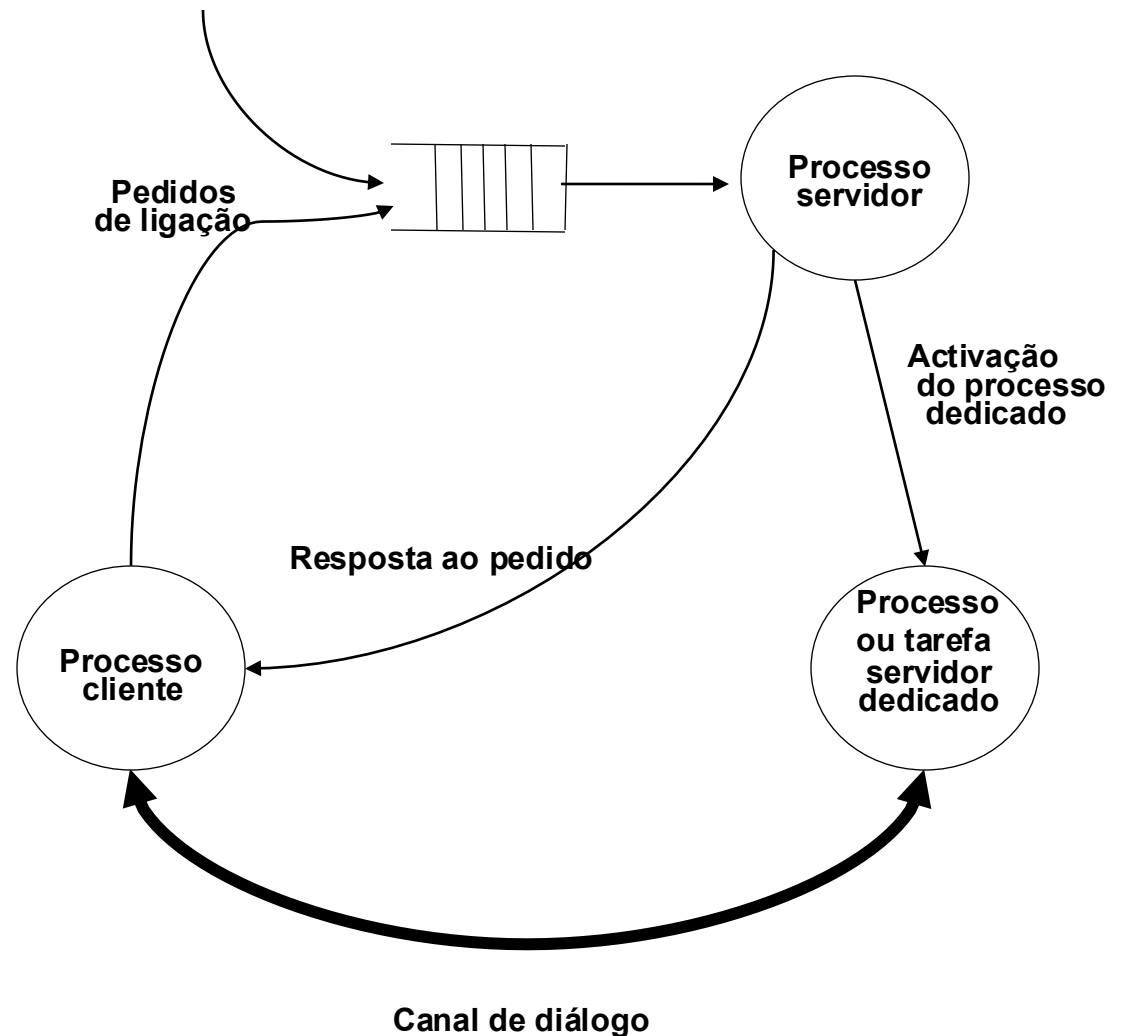 Processo
servidor
Pedidos
de ligação
Activação
do processo
dedicado
Resposta ao pedido
Processo
cliente
Processo
ou tarefa
servidor
dedicado
Canal de diálogo